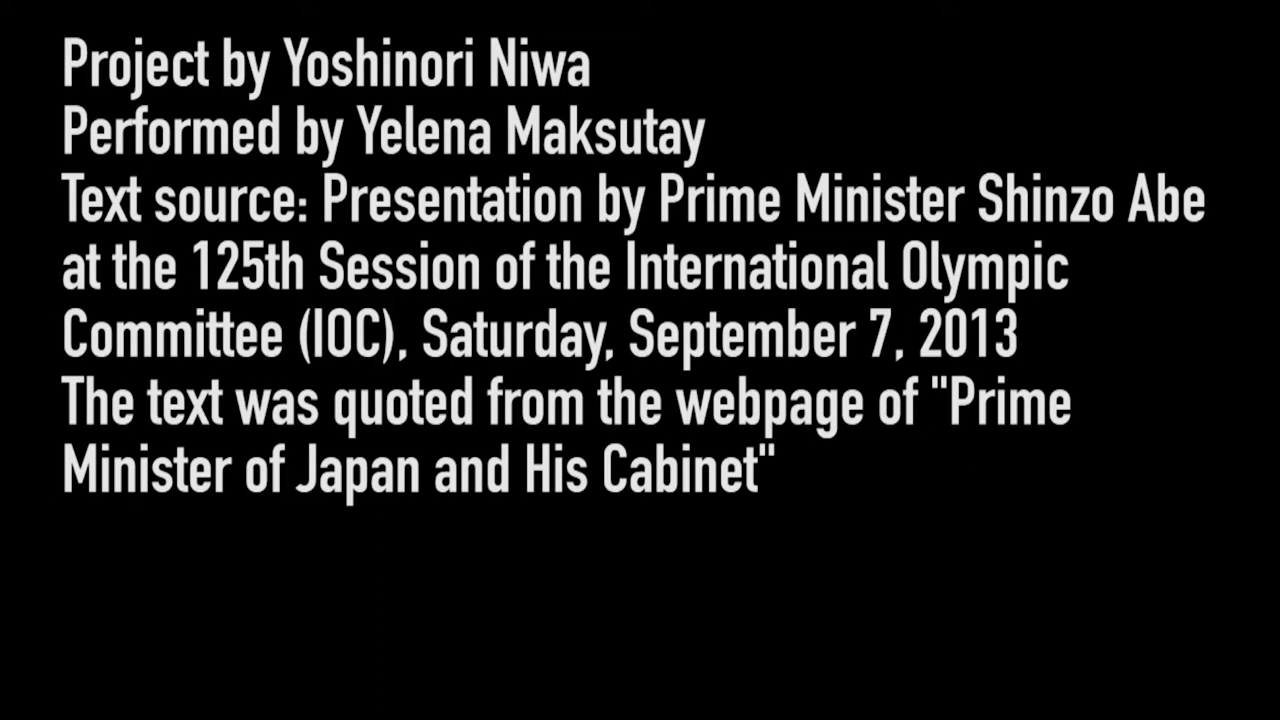 Project by Yoshinori Niwa
Performed by Yelena Maksutay
Text source: Presentation by Prime Minister Shinzo Abe
at the 125th Session of the International Olympic
Committee (IOC), Saturday, September 7, 2013
The text was quoted from the webpage of "Prime
Minister of Japan and His Cabinet"